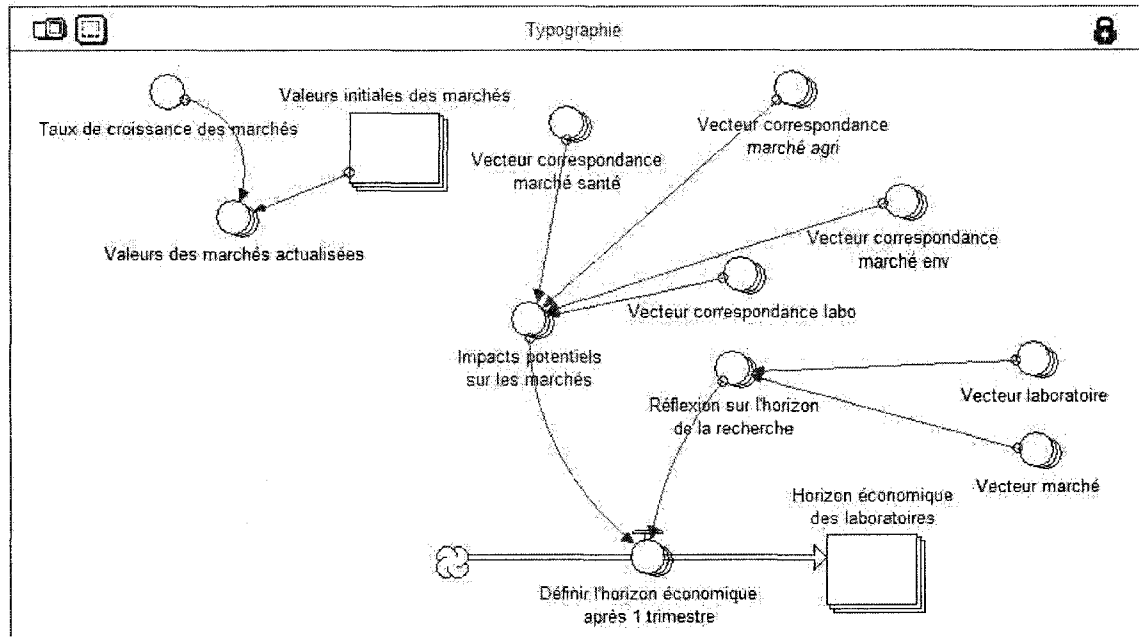 Typographie
Taux de croissance des marchés
Valeurs initiales des marchés
Valeurs des marchés actualisées
Vecteur correspondance
marché santé
Vecteur correspondance
marché agri
Vecteur correspondance
marché env
Vecteur correspondance labo
Impacts potentiels
sur les marchés
Réflexion sur l'horizon
de la recherche
Vecteur laboratoire
Vecteur marché
Horizon économique
des laboratoires
Définir l'horizon économique
après 1 trimestre